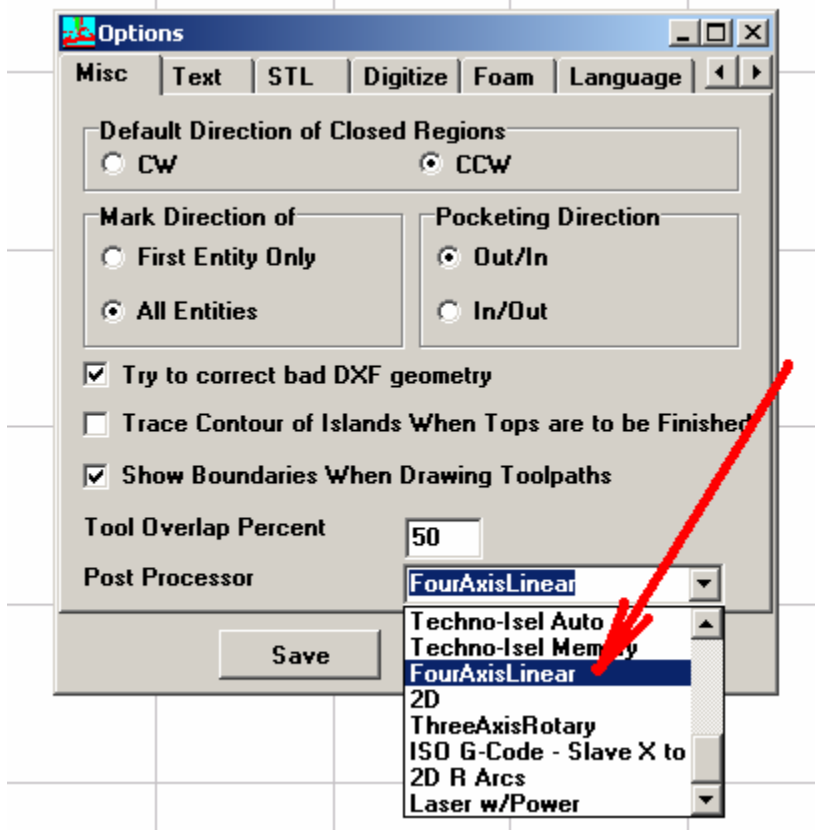 Options
Misc Text STL Digitize Foam Language
Default Direction of Closed Regions
CW CCW
Mark Direction of Pocketing Direction
First Entity Only Out/In
All Entities In/Out
Try to correct bad DXF geometry
Trace Contour of Islands When Tops are to be Finished
Show Boundaries When Drawing Toolpaths
Tool Overlap Percent 50
Post Processor FourAxisLinear
Techno-Isel Auto
Techno-Isel Memory
Save FourAxisLinear
2D
ThreeAxisRotary
ISO G-Code - Slave X to
2D R Arcs
Laser w/Power